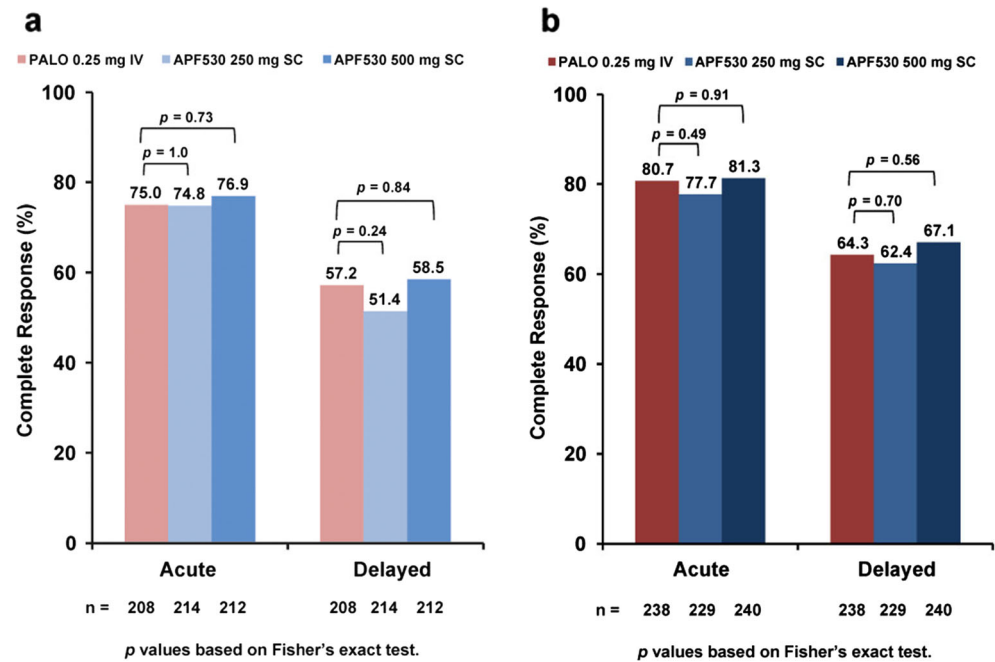 a
PALO 0.25 mg IV APF530 250 mg SC APF530 500 mg SC
Complete Response (%)
100
80
60
40
20
0
p = 0.73
p = 1.0
75.0 74.8 76.9
p = 0.84
p = 0.24
57.2 51.4 58.5
Acute Delayed
n = 208 214 212 208 214 212
p values based on Fisher's exact test.
b
PALO 0.25 mg IV APF530 250 mg SC APF530 500 mg SC
Complete Response (%)
100
80
60
40
20
0
p = 0.91
p = 0.49
80.7 77.7 81.3
p = 0.56
p = 0.70
64.3 62.4 67.1
Acute Delayed
n = 238 229 240 238 229 240
p values based on Fisher's exact test.